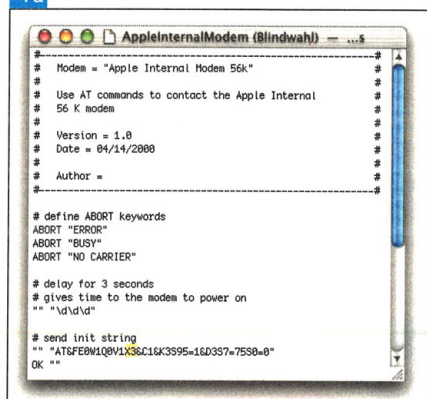 AppleInternalModem (Blindwahl) — ...s
#--------------------------------------------------#
# Modem = "Apple Internal Modem 56k" #
# #
# Use AT commands to contact the Apple Internal #
# 56 K modem #
# #
# Version = 1.0 #
# Date = 04/14/2000 #
# #
# Author = #
#--------------------------------------------------#
# define ABORT keywords
ABORT "ERROR"
ABORT "BUSY"
ABORT "NO CARRIER"
# delay for 3 seconds
# gives time to the modem to power on
"" "\d\d\d"
# send init string
"" "AT&FE0W1Q0V1X3&C1&K3S95=1&D3S7=75S0=0"
OK ""